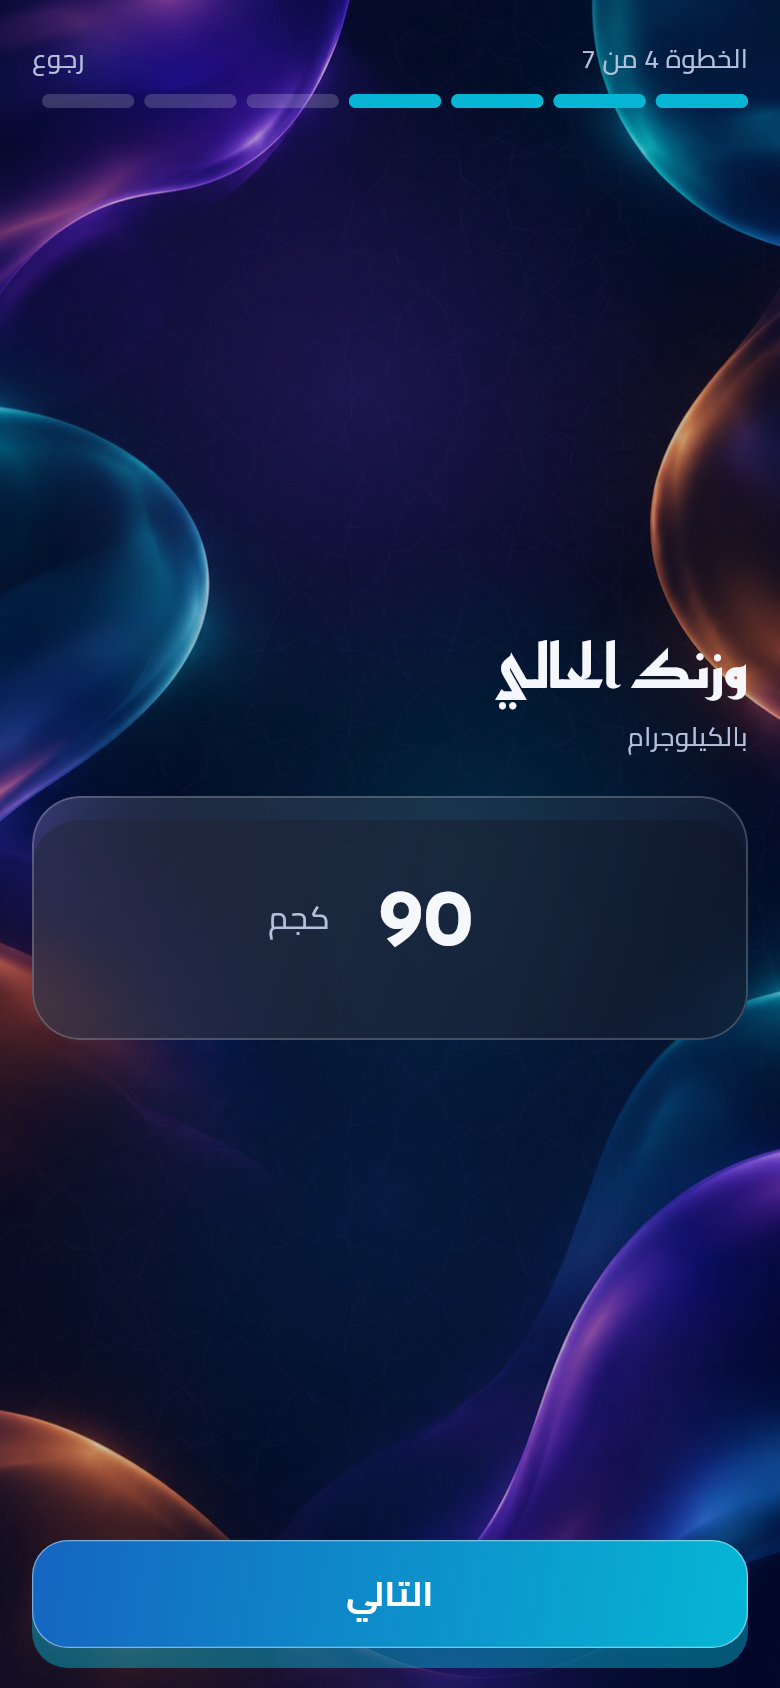 الخطوة 4 من 7
رجوع
وزنك الحالي
بالكيلوجرام
90 كجم
التالي